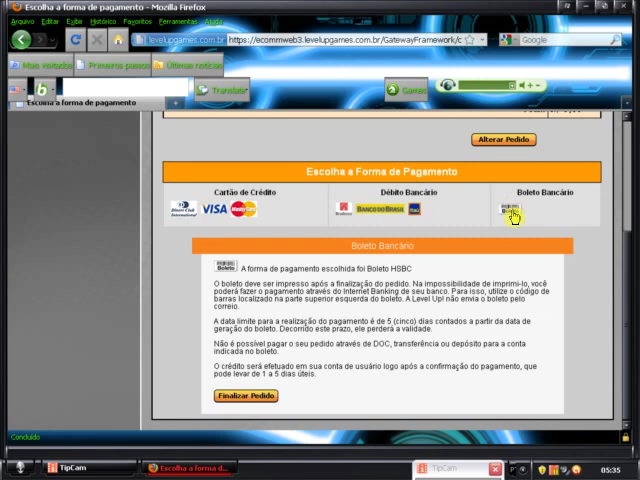 Escolha a forma de pagamento - Mozilla Firefox
Arquivo Editar Exibir Histórico Favoritos Ferramentas Ajuda
levelupgames.com.br https://ecommweb3.levelupgames.com.br/GatewayFramework/c
Google
Mais visitados Primeiros passos Últimas notícias
b Translate Games
Escolha a forma de pagamento
Alterar Pedido
Escolha a Forma de Pagamento
Cartão de Crédito Débito Bancário Boleto Bancário
Diners Club International VISA MasterCard Bradesco BANCO DO BRASIL Itaú
Boleto Bancário
Boleto A forma de pagamento escolhida foi Boleto HSBC
O boleto deve ser impresso após a finalização do pedido. Na impossibilidade de imprimí-lo, você
poderá fazer o pagamento através do Internet Banking de seu banco. Para isso, utilize o código de
barras localizado na parte superior esquerda do boleto. A Level Up! não envia o boleto pelo
correio.
A data limite para a realização do pagamento é de 5 (cinco) dias contados a partir da data de
geração do boleto. Decorrido este prazo, ele perderá a validade.
Não é possível pagar o seu pedido através de DOC, transferência ou depósito para a conta
indicada no boleto.
O crédito será efetuado em sua conta de usuário logo após a confirmação do pagamento, que
pode levar de 1 a 5 dias úteis.
Finalizar Pedido
Concluído
TipCam Escolha a forma d... TipCam 05:35